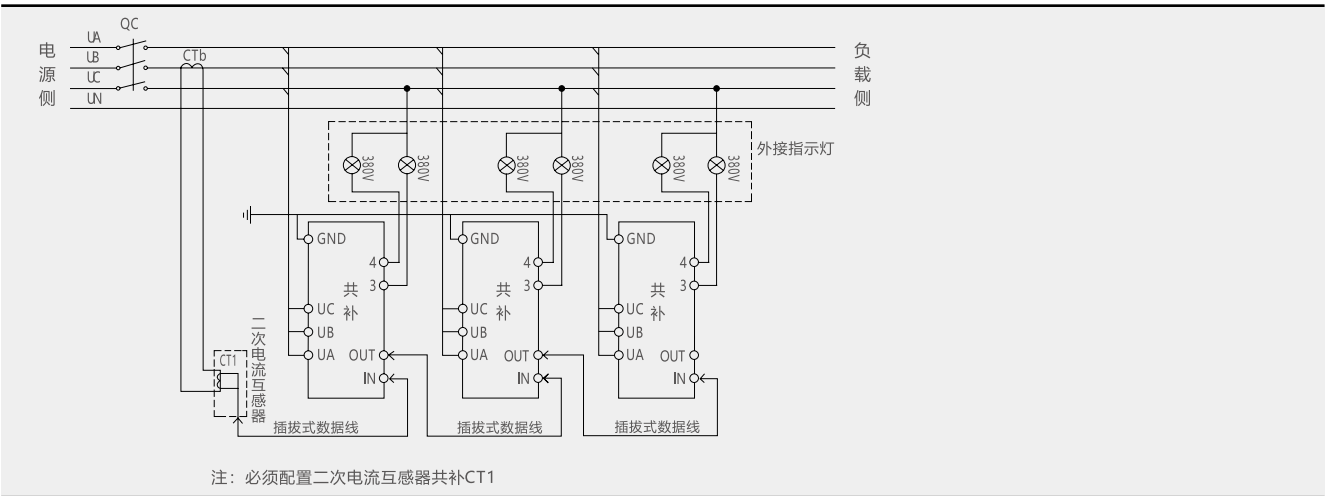 QC
UA
UB
UC
UN
电源侧
CTb
负载侧
外接指示灯
380V
380V
380V
380V
380V
380V
GND
4
3
共补
UC
UB
UA
OUT
IN
GND
4
3
共补
UC
UB
UA
OUT
IN
GND
4
3
共补
UC
UB
UA
OUT
IN
CT1
二次电流互感器
插拔式数据线
插拔式数据线
插拔式数据线
注：必须配置二次电流互感器共补CT1